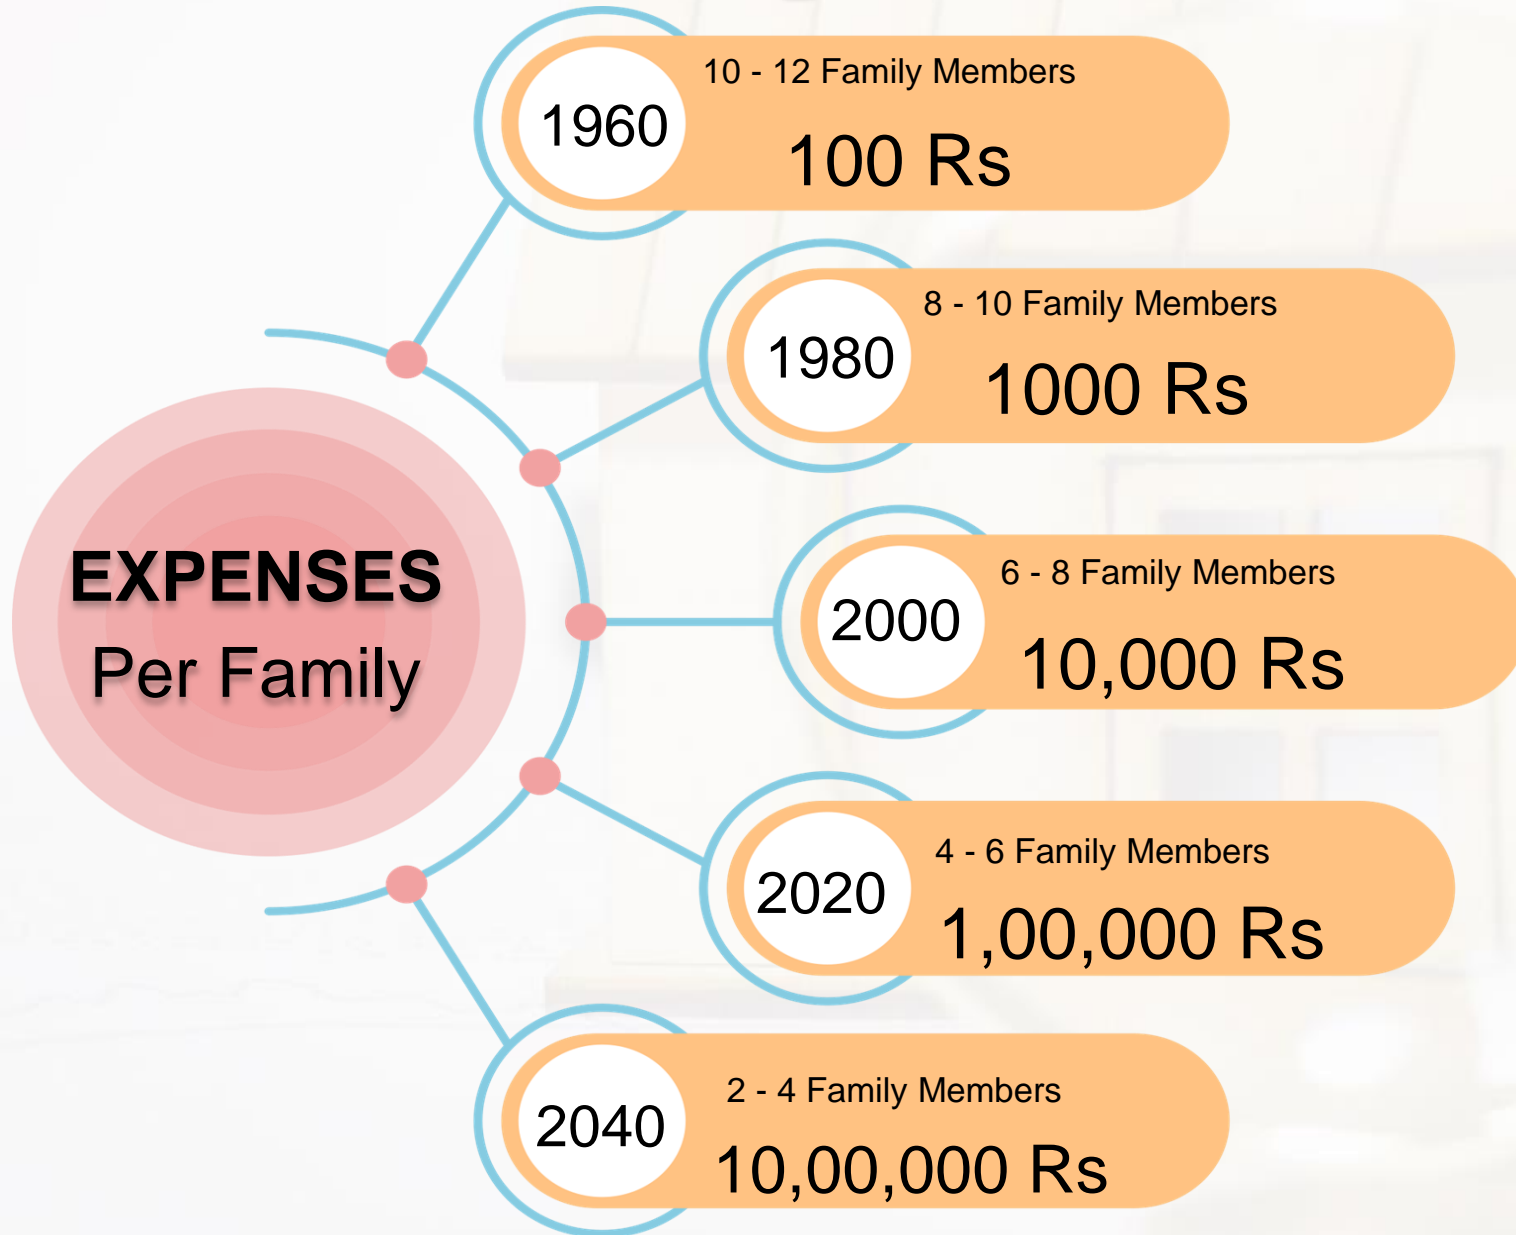 EXPENSES
Per Family
1960
10 - 12 Family Members
100 Rs
1980
8 - 10 Family Members
1000 Rs
2000
6 - 8 Family Members
10,000 Rs
2020
4 - 6 Family Members
1,00,000 Rs
2040
2 - 4 Family Members
10,00,000 Rs